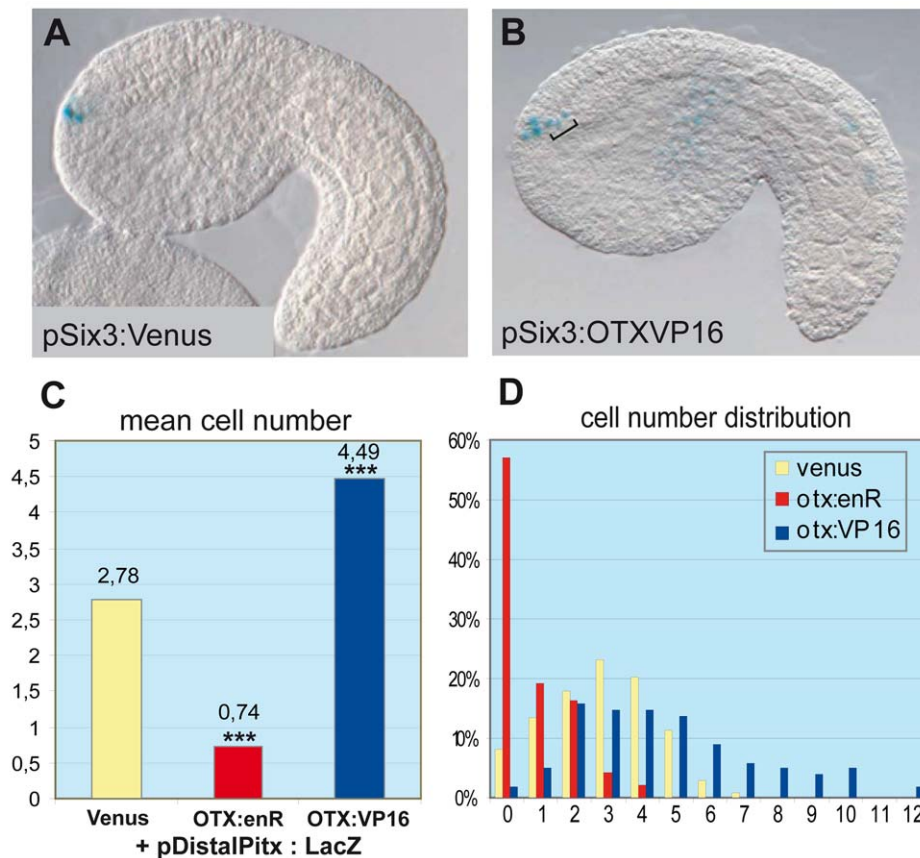 A
pSix3:Venus
B
pSix3:OTXVP16
C
mean cell number
5
4,5
4
3,5
3
2,5
2
1,5
1
0,5
0
2,78
0,74
***
4,49
***
Venus OTX:enR OTX:VP16
+ pDistalPitx : LacZ
D
cell number distribution
60%
50%
40%
30%
20%
10%
0%
venus
otx:enR
otx:VP16
0 1 2 3 4 5 6 7 8 9 10 11 12